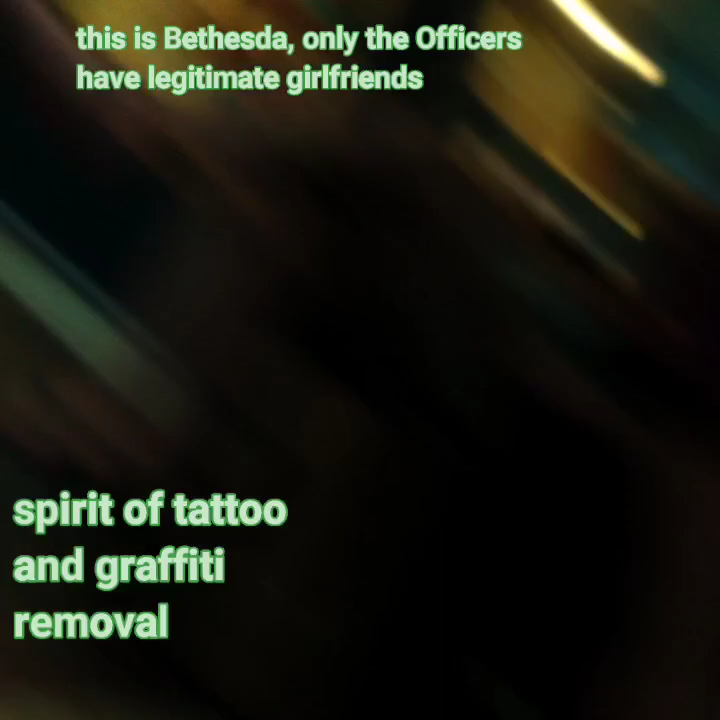 this is Bethesda, only the Officers
have legitimate girlfriends
spirit of tattoo
and graffiti
removal